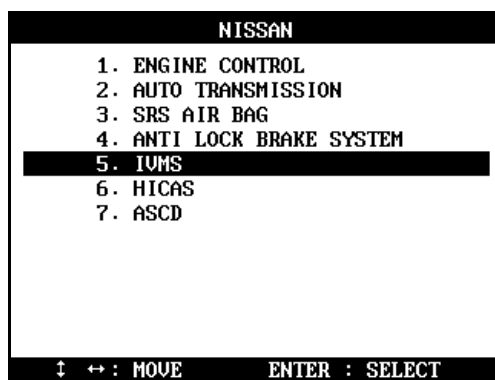 NISSAN
1. ENGINE CONTROL
2. AUTO TRANSMISSION
3. SRS AIR BAG
4. ANTI LOCK BRAKE SYSTEM
5. IVMS
6. HICAS
7. ASCD
↕ ↔: MOVE ENTER : SELECT